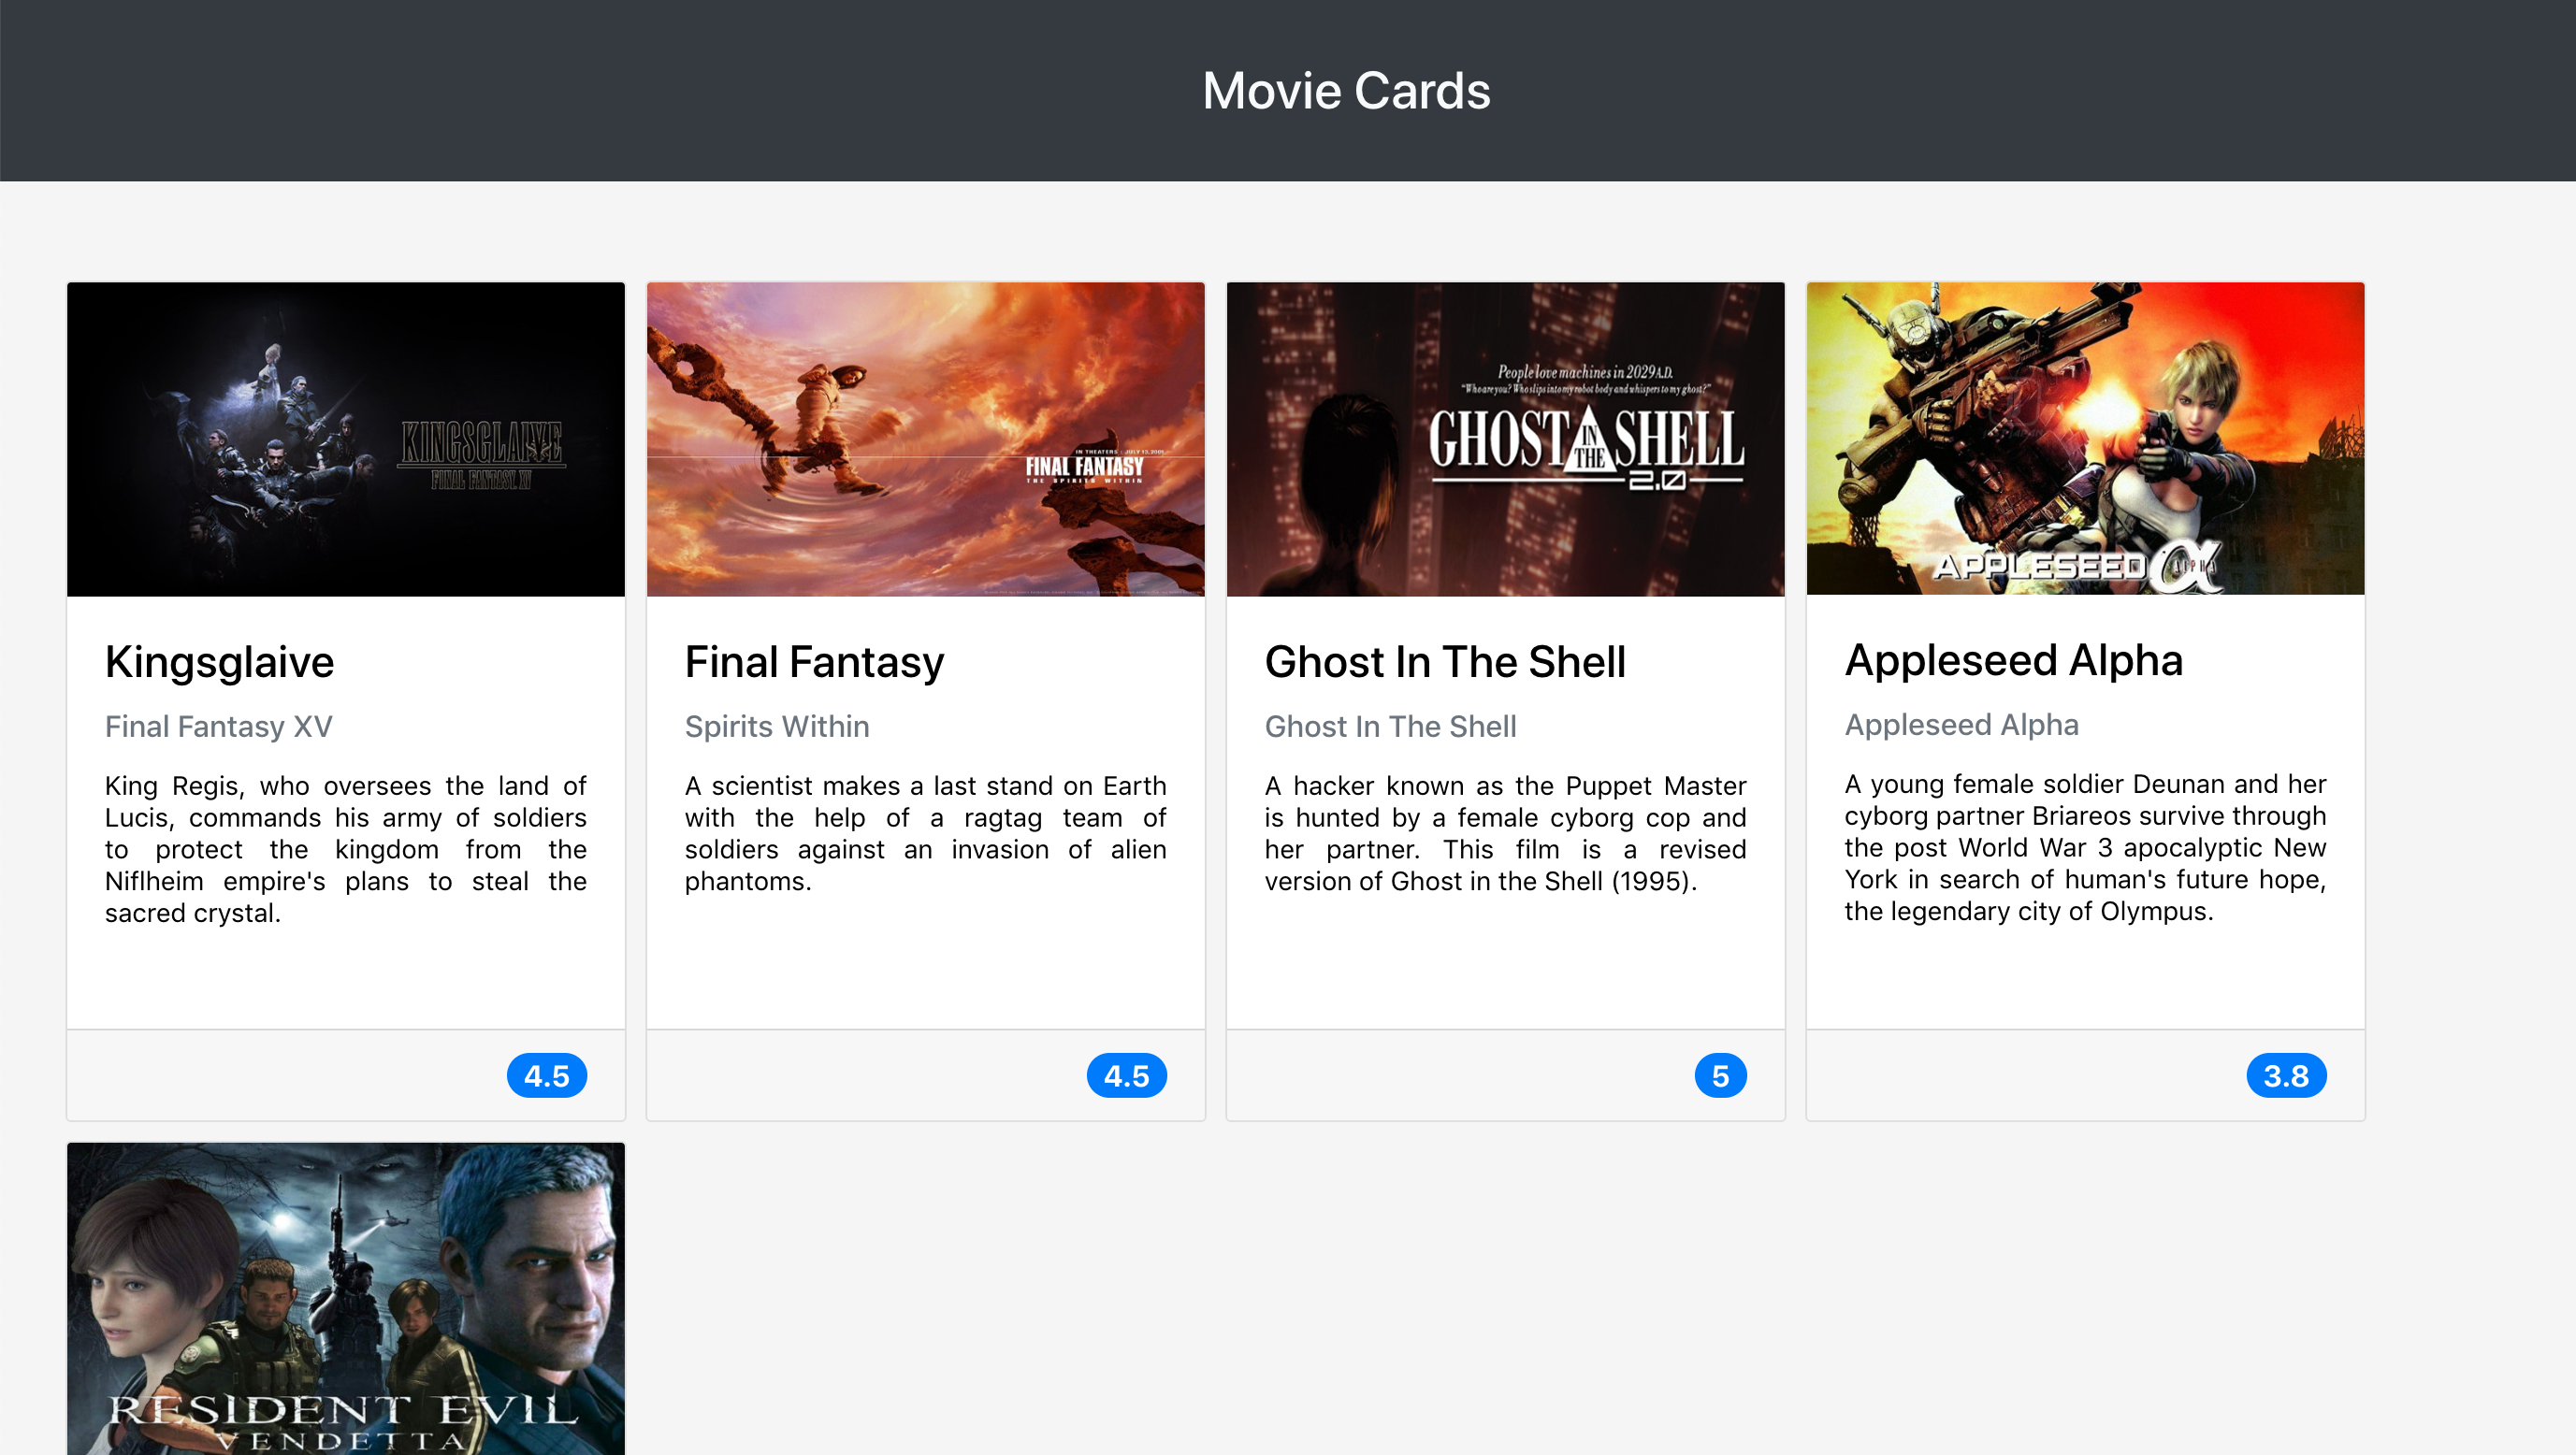 Movie Cards
KINGSGLAIVE
FINAL FANTASY XV
IN THEATERS : JULY 13, 2001
FINAL FANTASY
THE SPIRITS WITHIN
People love machines in 2029 A.D.
"Who are you? Who slips into my robot body and whispers to my ghost?"
GHOST IN THE SHELL
2.0
APPLESEED α
ALPHA
Kingsglaive
Final Fantasy XV
King Regis, who oversees the land of
Lucis, commands his army of soldiers
to protect the kingdom from the
Niflheim empire's plans to steal the
sacred crystal.
4.5
Final Fantasy
Spirits Within
A scientist makes a last stand on Earth
with the help of a ragtag team of
soldiers against an invasion of alien
phantoms.
4.5
Ghost In The Shell
Ghost In The Shell
A hacker known as the Puppet Master
is hunted by a female cyborg cop and
her partner. This film is a revised
version of Ghost in the Shell (1995).
5
Appleseed Alpha
Appleseed Alpha
A young female soldier Deunan and her
cyborg partner Briareos survive through
the post World War 3 apocalyptic New
York in search of human's future hope,
the legendary city of Olympus.
3.8
RESIDENT EVIL
VENDETTA